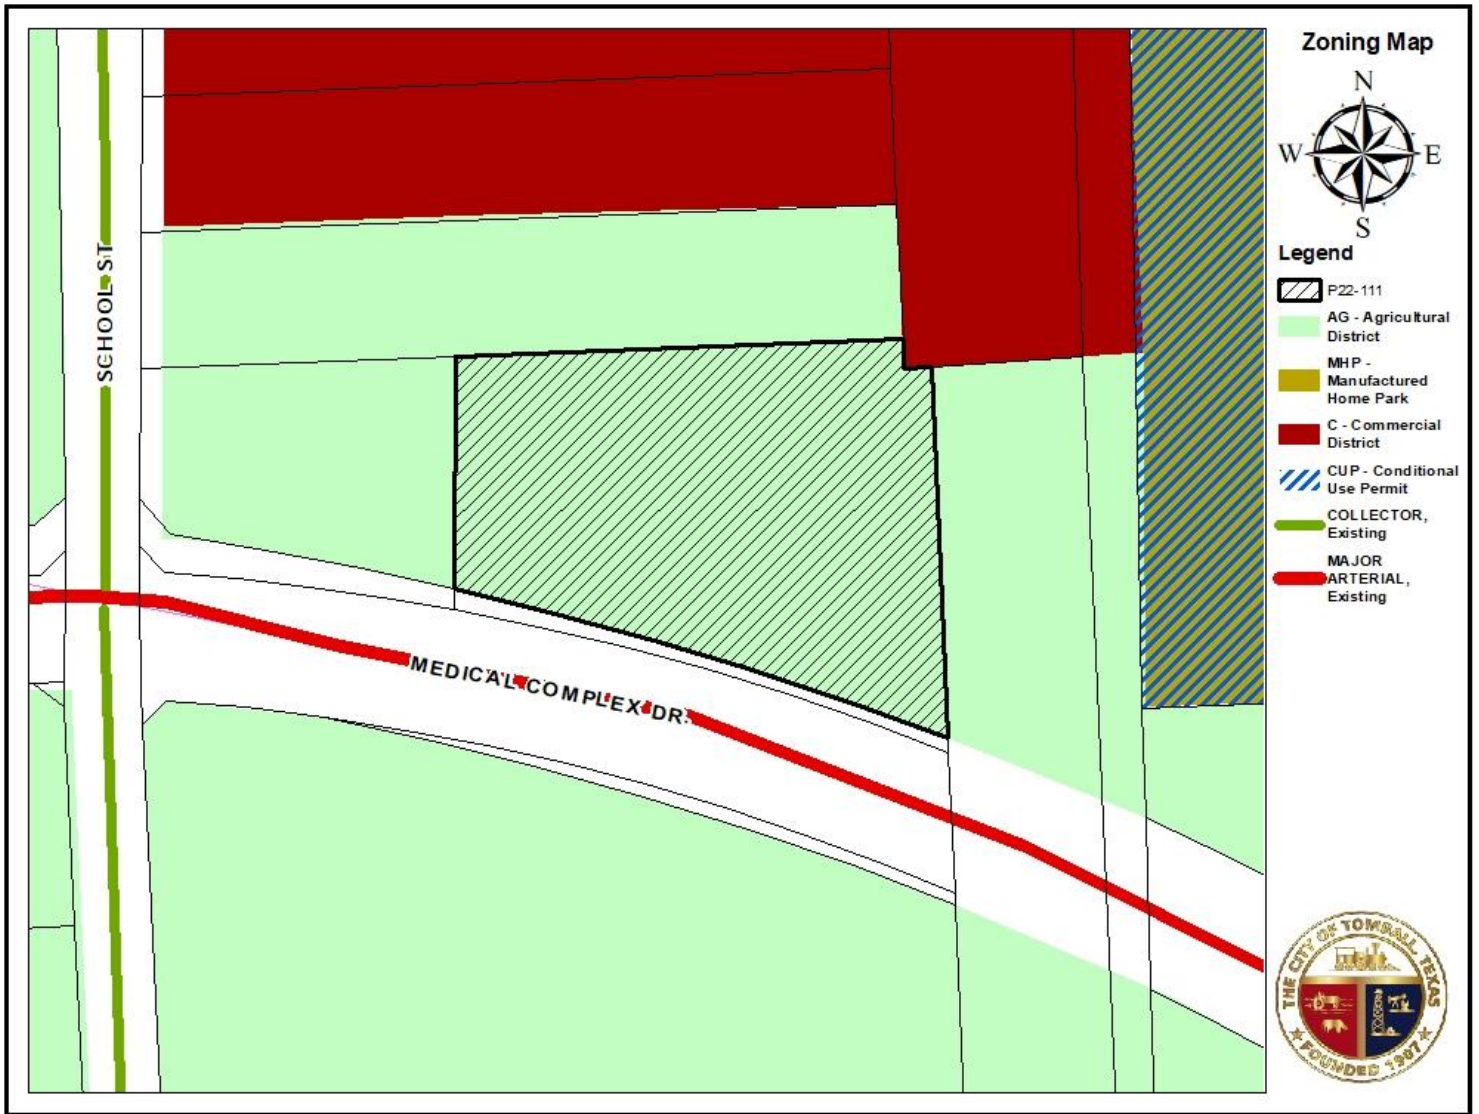 Zoning Map
N
W
E
S
Legend
P22-111
AG - Agricultural
District
MHP -
Manufactured
Home Park
C - Commercial
District
CUP - Conditional
Use Permit
COLLECTOR,
Existing
MAJOR
ARTERIAL,
Existing
SCHOOL ST
MEDICAL COMPLEX DR
THE CITY OF TOMBALL, TEXAS
FOUNDED 1907